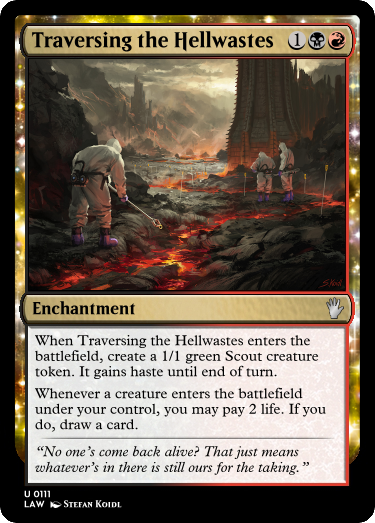 Traversing the Hellwastes 1
Enchantment
When Traversing the Hellwastes enters the
battlefield, create a 1/1 green Scout creature
token. It gains haste until end of turn.
Whenever a creature enters the battlefield
under your control, you may pay 2 life. If you
do, draw a card.
“No one's come back alive? That just means
whatever's in there is still ours for the taking.”
U 0111
LAW Stefan Koidl